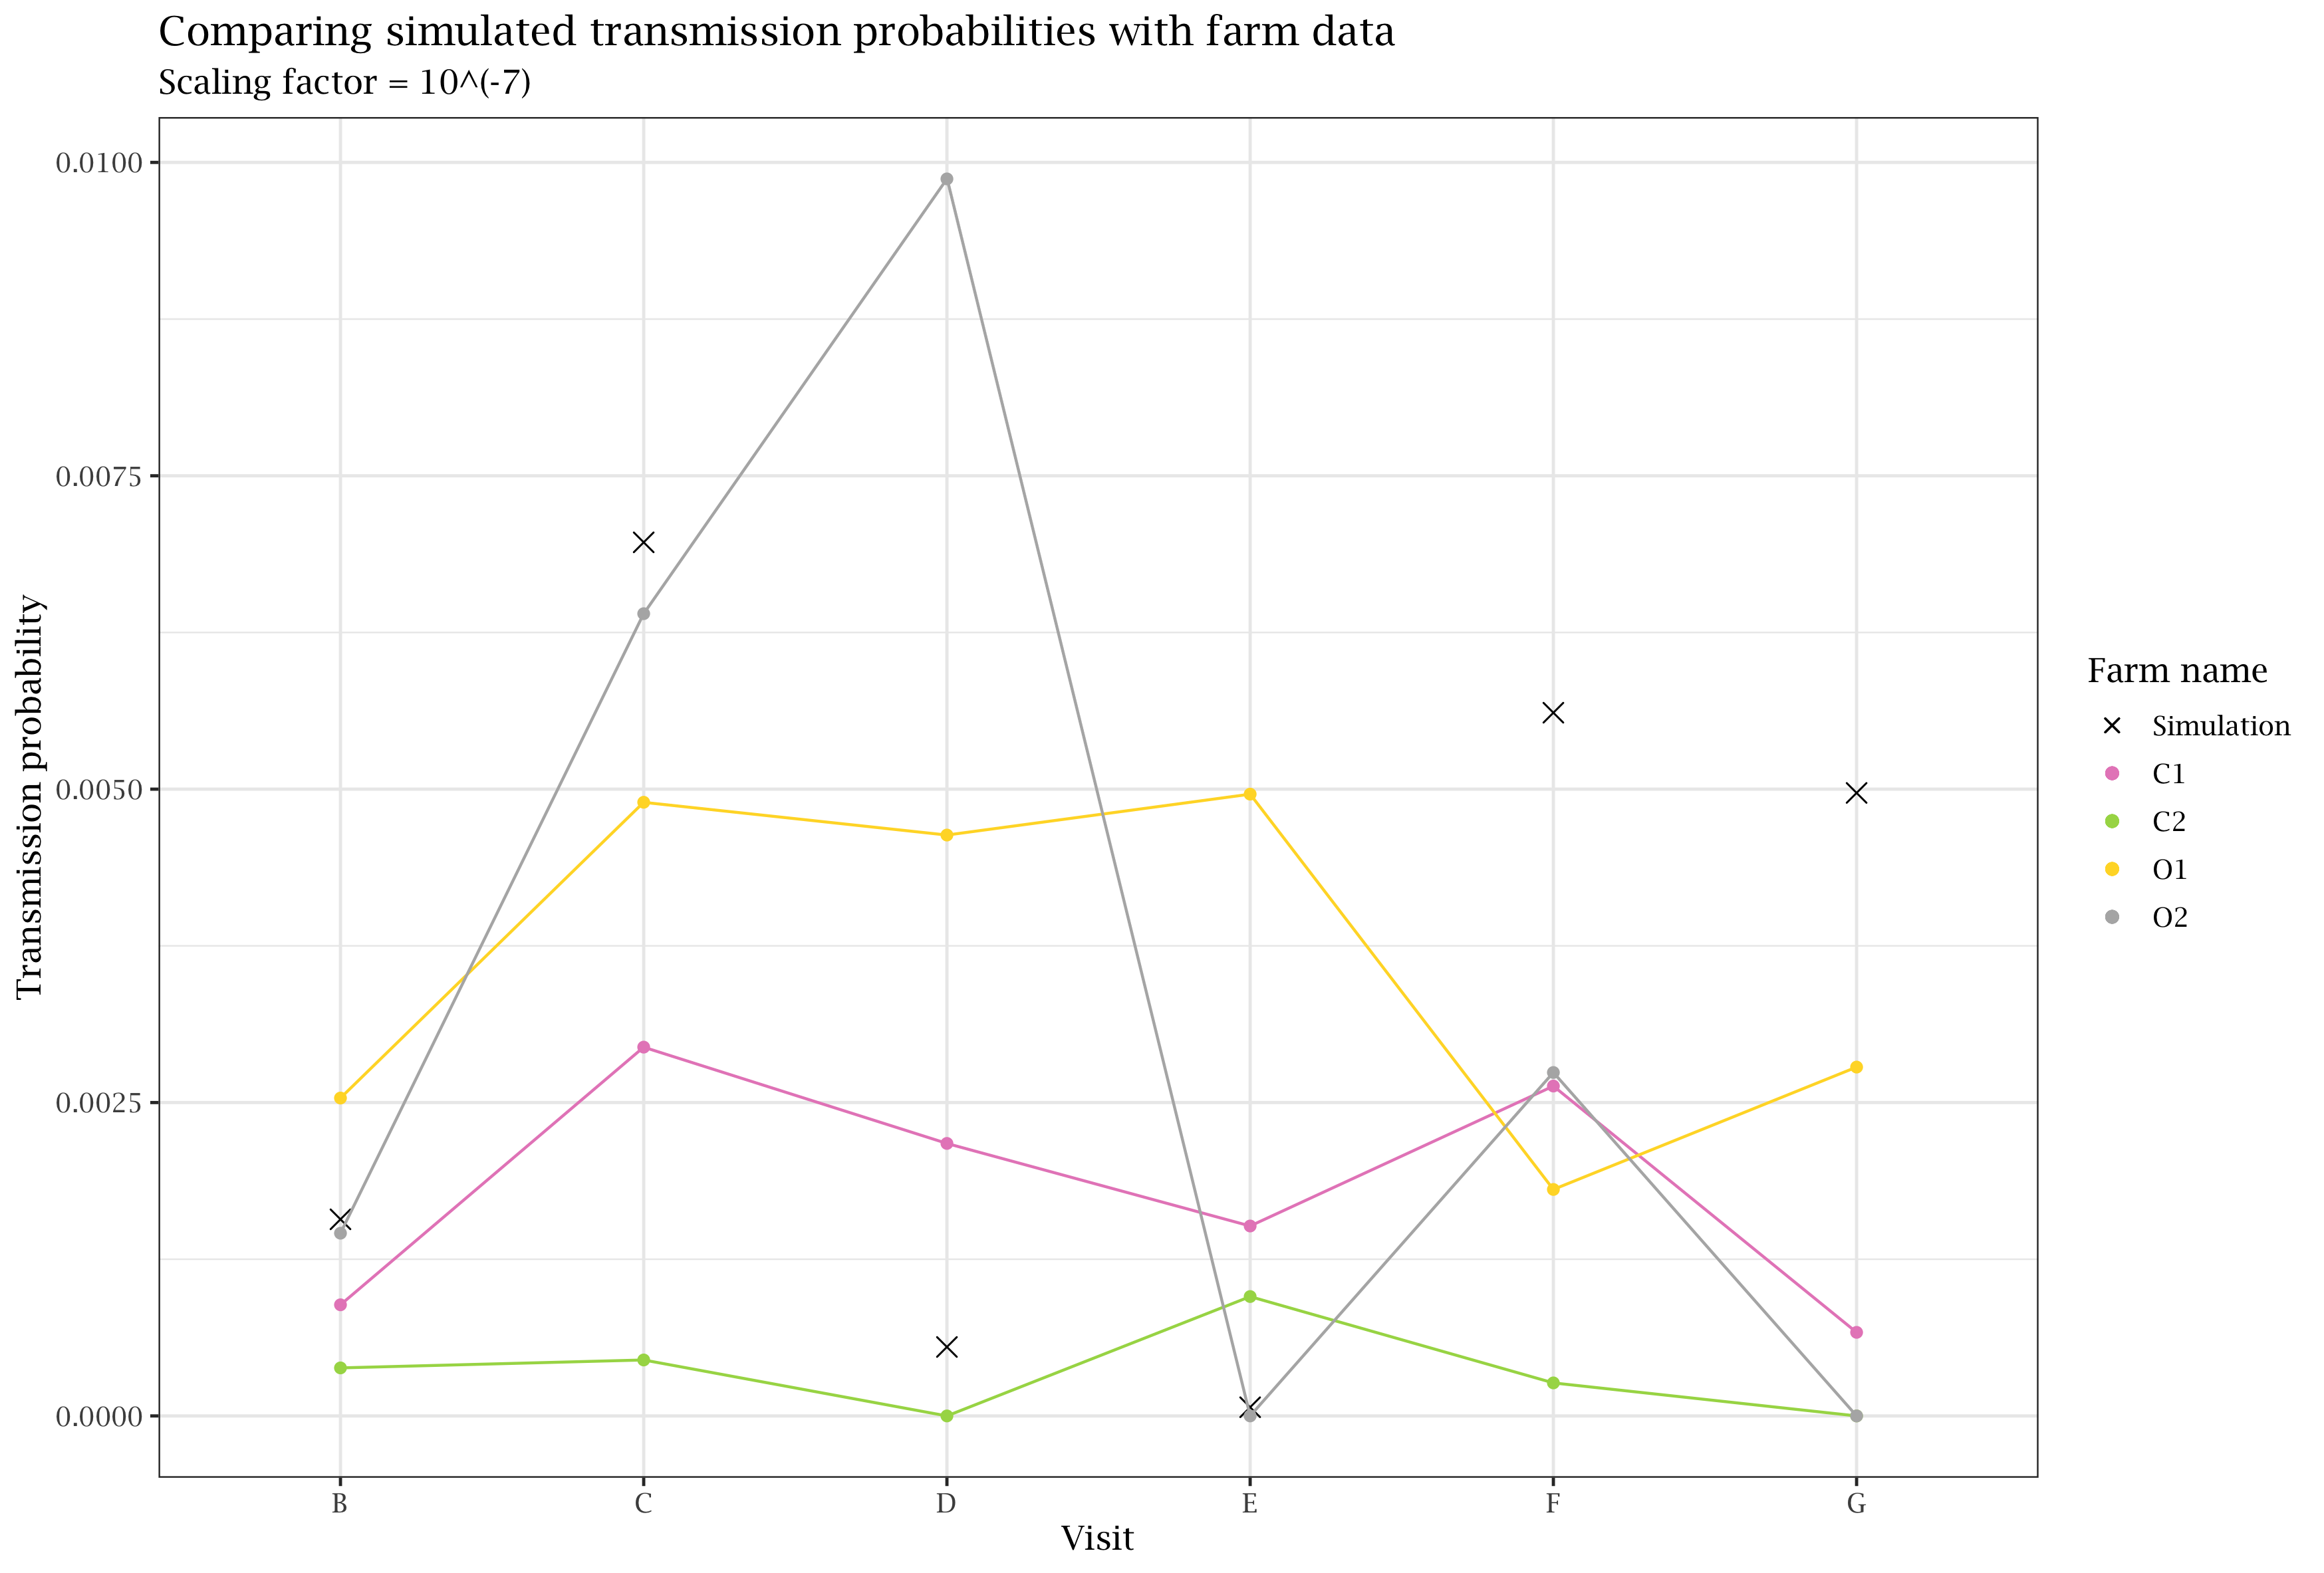 Comparing simulated transmission probabilities with farm data
Scaling factor = 10^(-7)
Transmission probability
0.0100
0.0075
0.0050
0.0025
0.0000
B
C
D
E
F
G
Visit
Farm name
Simulation
C1
C2
O1
O2